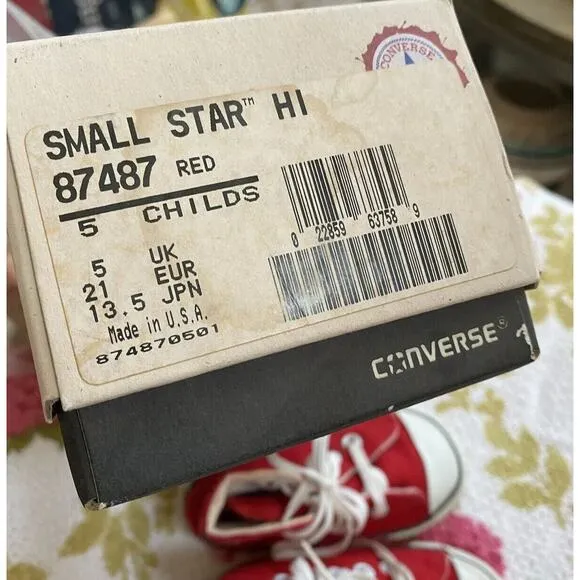 CONVERSE
SMALL STAR™ HI
87487 RED
5 CHILDS
5 UK
21 EUR
13.5 JPN
Made in U.S.A.
874870501
0 22859 63758 9
CONVERSE®